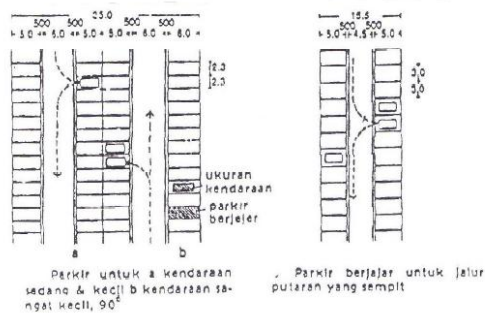 25.0
500 500 500 500
5.0 6.0 5.0 5.0 6.0 6.0
2.3
2.3
ukuran
kendaraan
parkir
berjejer
a b
Parkir untuk a kendaraan
sedang & kecil b kendaraan sa-
ngat kecil, 90°
15.5
500 500
5.0 4.5 5.0
3,0
3,0
. Parkir berjajar untuk jalur
putaran yang sempit